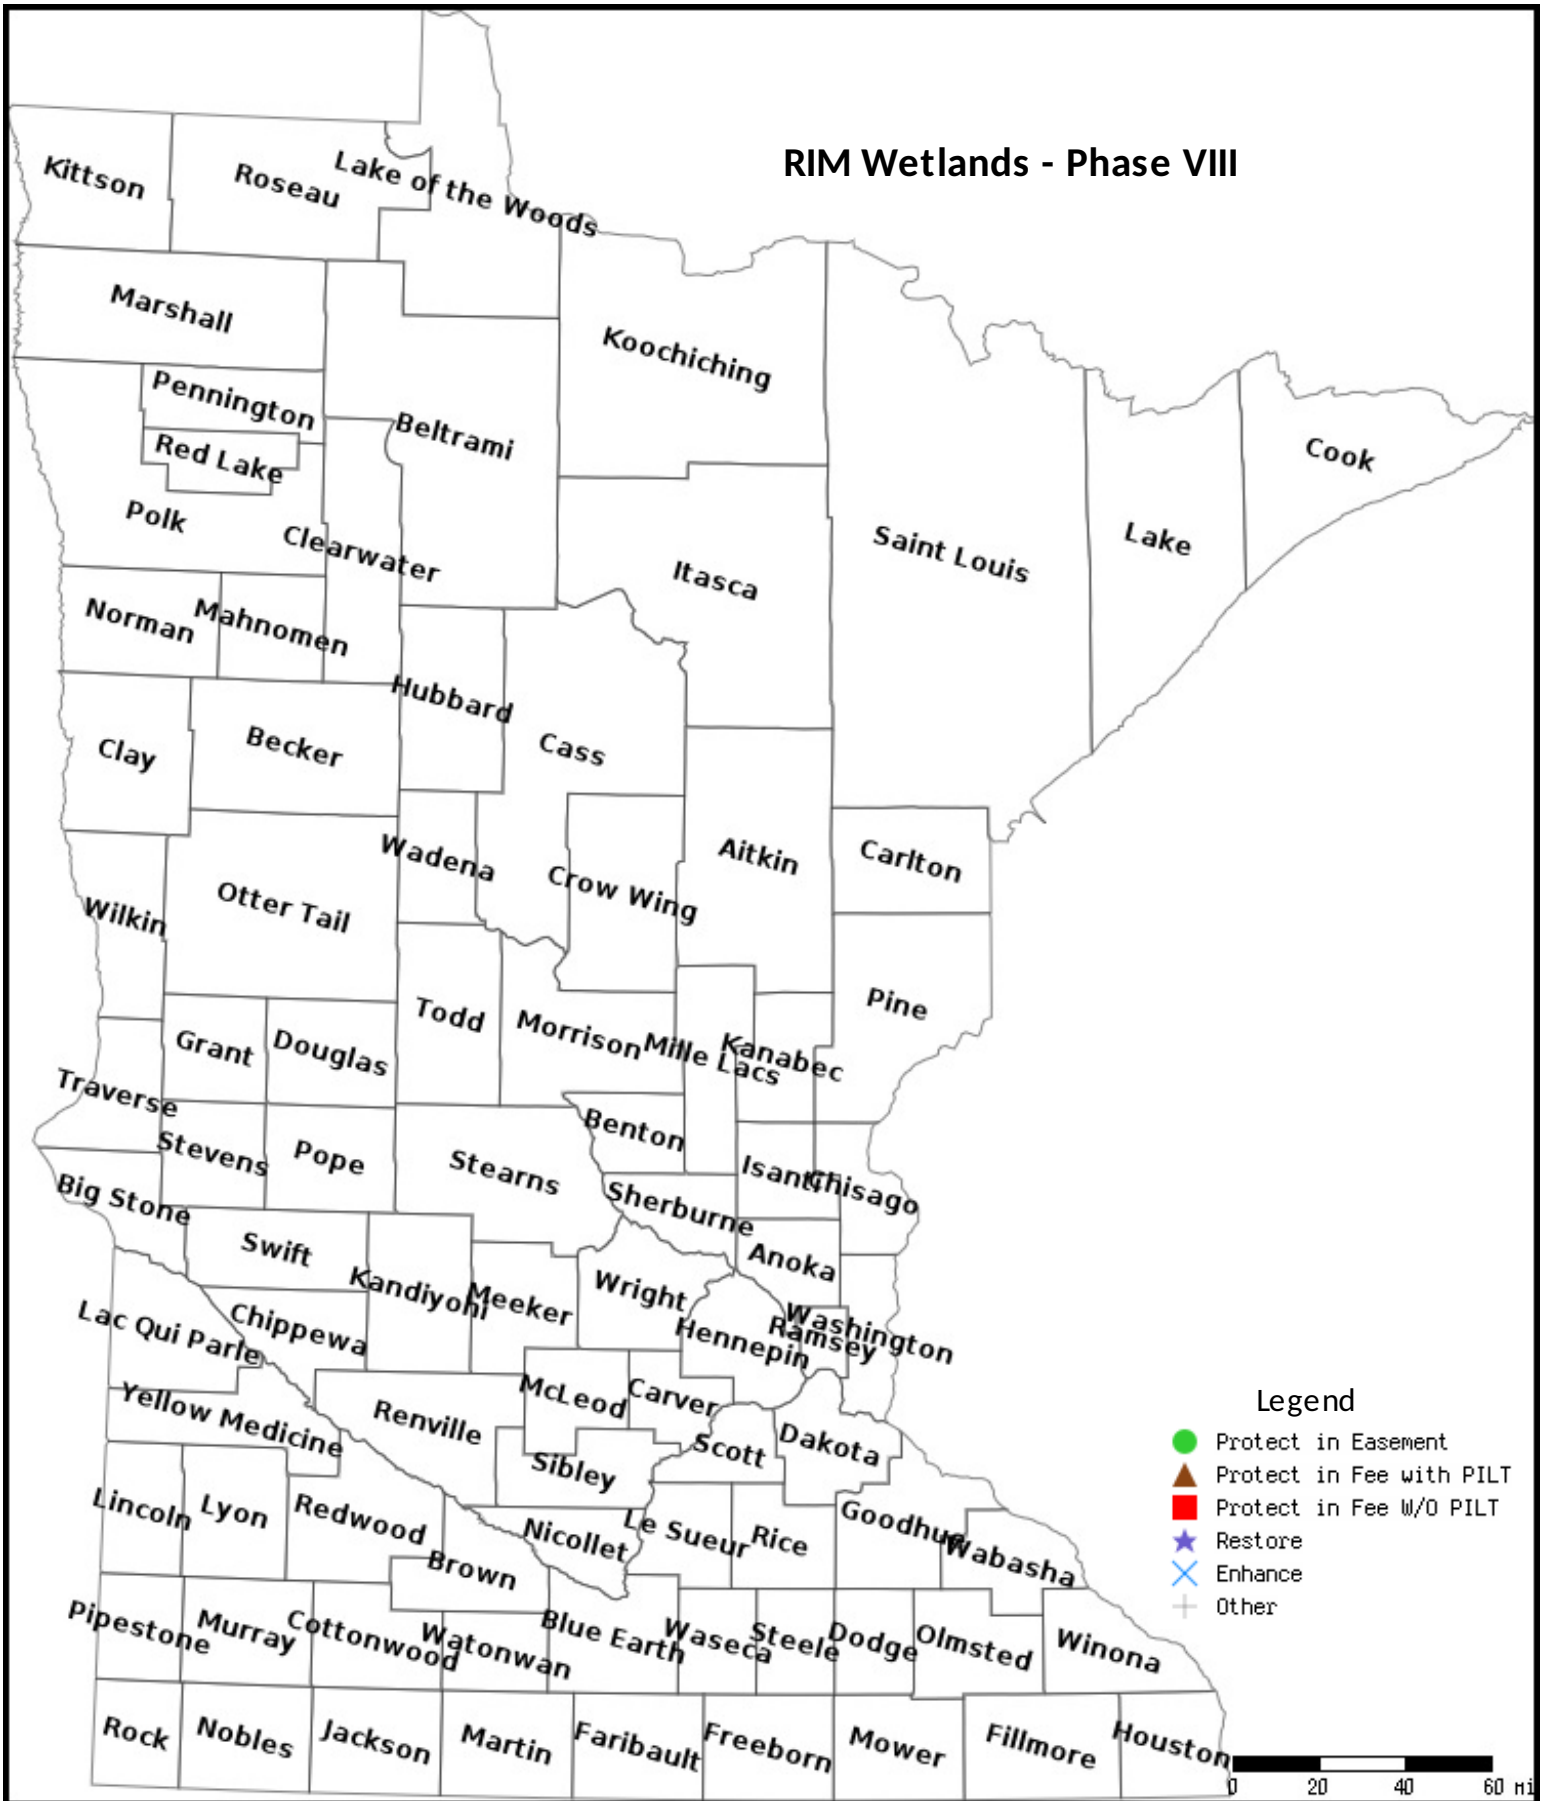 RIM Wetlands - Phase VIII
Kittson
Roseau
Lake of the Woods
Marshall
Koochiching
Pennington
Beltrami
Red Lake
Cook
Polk
Clearwater
Saint Louis
Lake
Itasca
Norman
Mahnomen
Hubbard
Clay
Becker
Cass
Wadena
Aitkin
Carlton
Otter Tail
Crow Wing
Wilkin
Pine
Todd
Morrison
Mille Lacs
Kanabec
Grant
Douglas
Traverse
Benton
Stevens
Pope
Stearns
Isanti
Chisago
Big Stone
Sherburne
Swift
Anoka
Kandiyohi
Meeker
Wright
Lac Qui Parle
Chippewa
Hennepin
Ramsey
Washington
Yellow Medicine
Renville
McLeod
Carver
Legend
Scott
Dakota
Protect in Easement
Sibley
Protect in Fee with PILT
Lincoln
Lyon
Redwood
Protect in Fee W/O PILT
Nicollet
Le Sueur
Rice
Goodhue
Restore
Brown
Wabasha
Enhance
Other
Pipestone
Murray
Cottonwood
Watonwan
Blue Earth
Waseca
Steele
Dodge
Olmsted
Winona
Rock
Nobles
Jackson
Martin
Faribault
Freeborn
Mower
Fillmore
Houston
0 20 40 60 mi